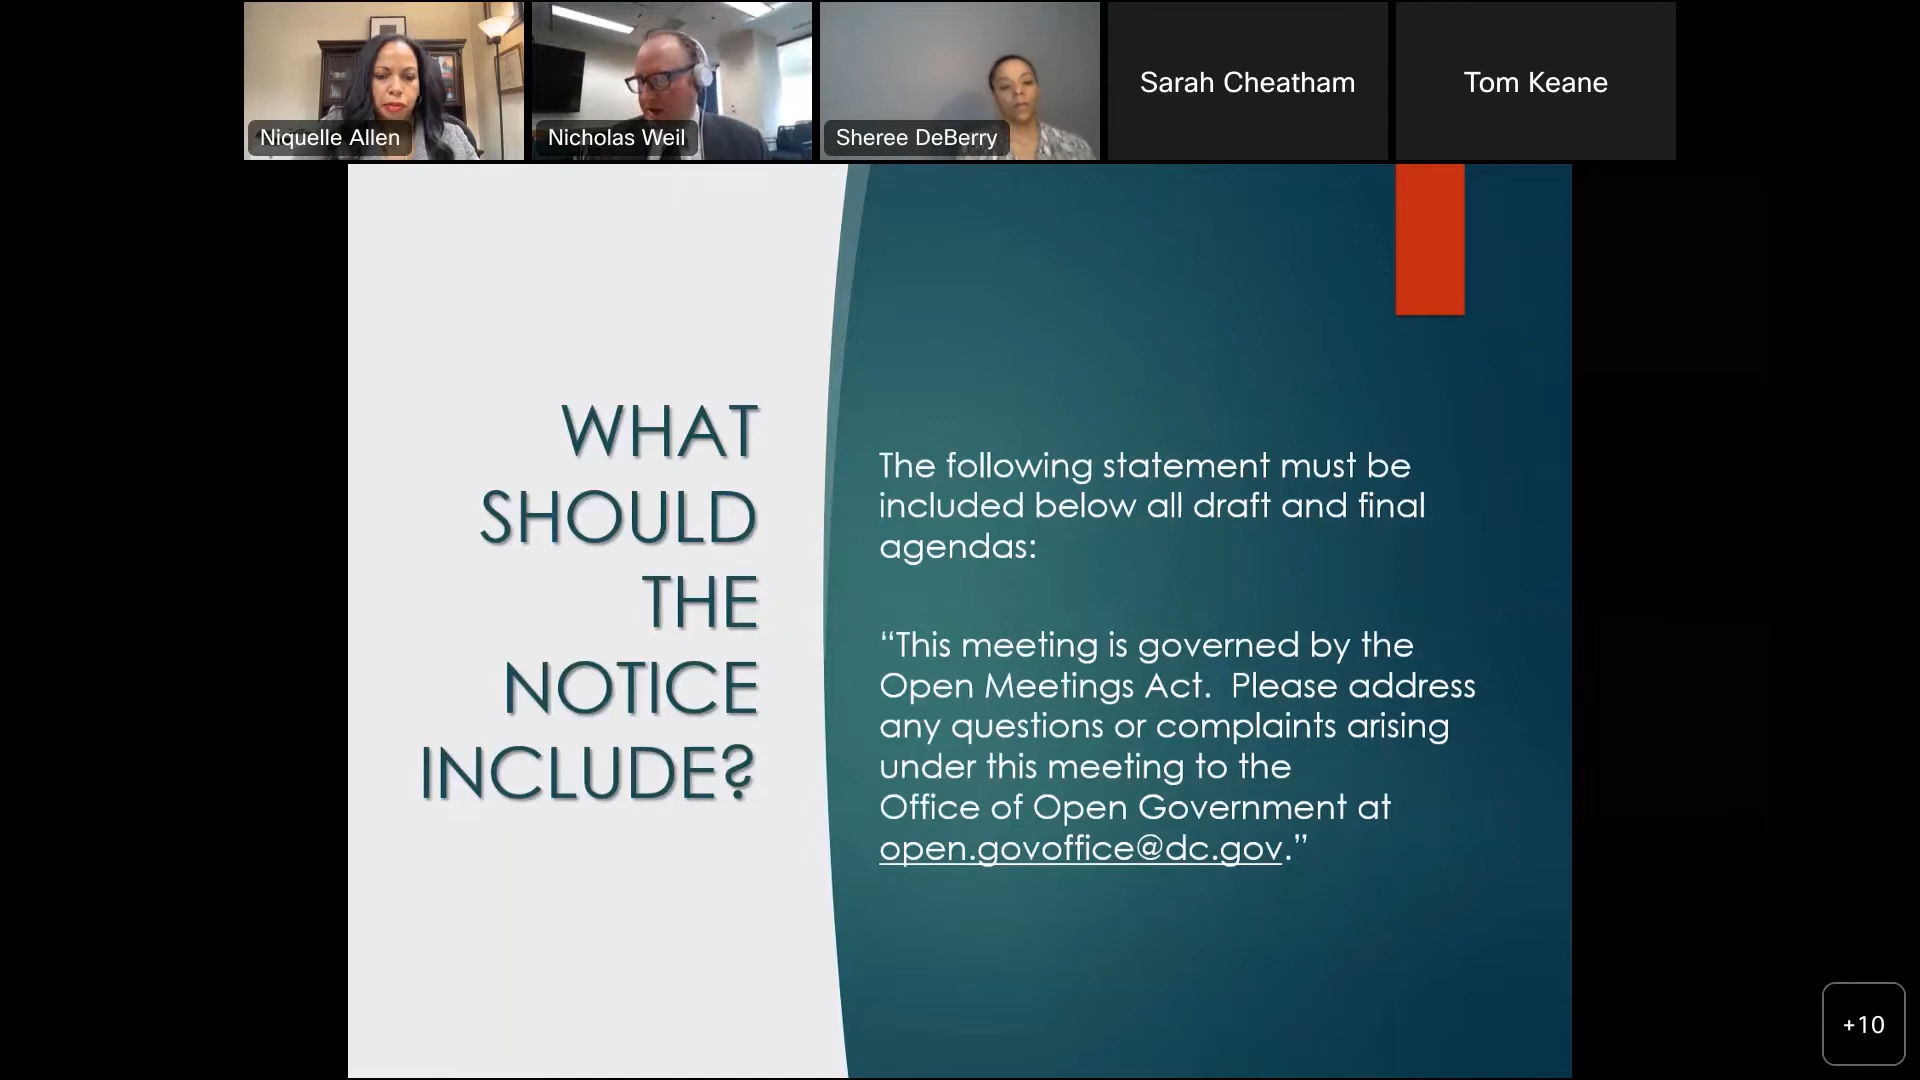 Niquelle Allen
Nicholas Weil
Sheree DeBerry
Sarah Cheatham
Tom Keane
WHAT
SHOULD
THE
NOTICE
INCLUDE?
The following statement must be
included below all draft and final
agendas:
“This meeting is governed by the
Open Meetings Act.  Please address
any questions or complaints arising
under this meeting to the
Office of Open Government at
open.govoffice@dc.gov.”
+10